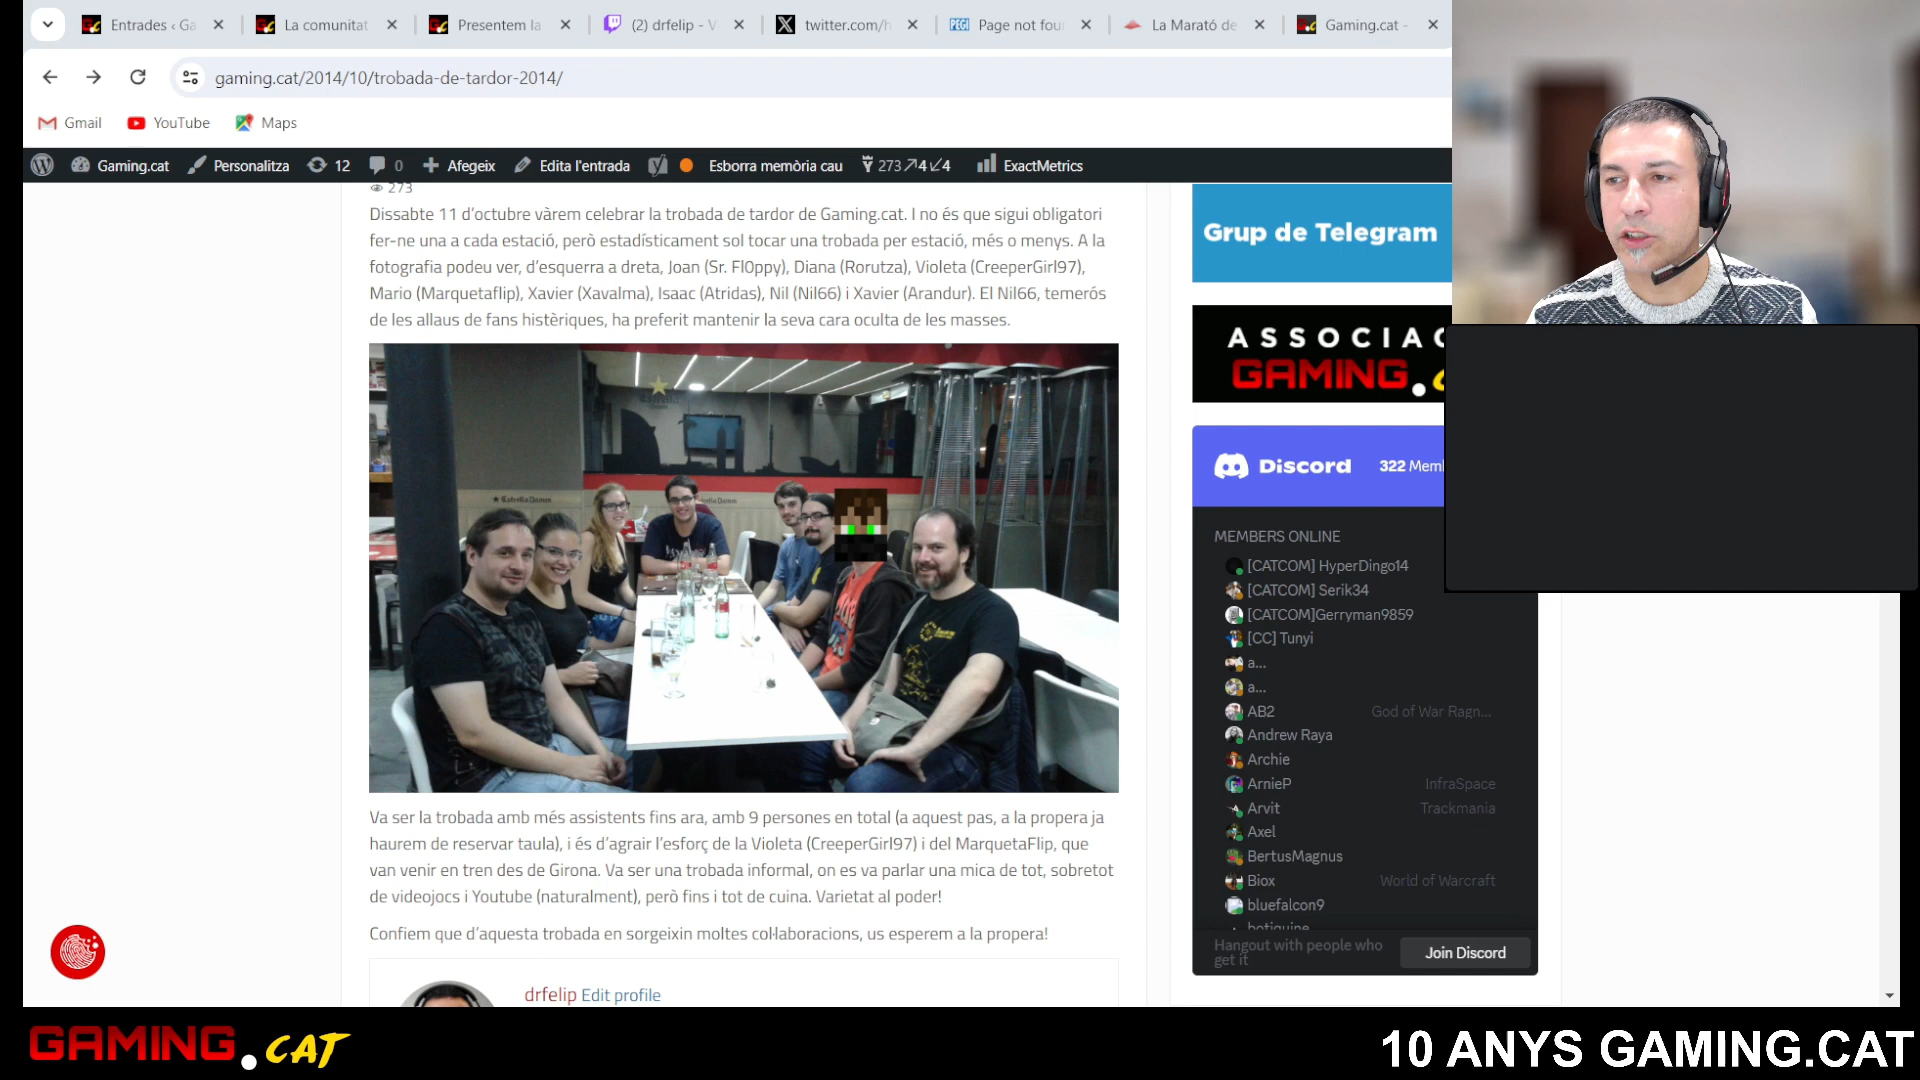 Entrades ‹ Ga
La comunitat
Presentem la
(2) drfelip - V
twitter.com/h
Page not fou
La Marató de
Gaming.cat -
gaming.cat/2014/10/trobada-de-tardor-2014/
Gmail
YouTube
Maps
Gaming.cat
Personalitza
12
0
Afegeix
Edita l'entrada
Esborra memòria cau
273 4 4
ExactMetrics
273
Dissabte 11 d'octubre vàrem celebrar la trobada de tardor de Gaming.cat. I no és que sigui obligatori
fer-ne una a cada estació, però estadísticament sol tocar una trobada per estació, més o menys. A la
fotografia podeu ver, d'esquerra a dreta, Joan (Sr. Fl0ppy), Diana (Rorutza), Violeta (CreeperGirl97),
Mario (Marquetaflip), Xavier (Xavalma), Isaac (Atridas), Nil (Nil66) i Xavier (Arandur). El Nil66, temerós
de les allaus de fans histèriques, ha preferit mantenir la seva cara oculta de les masses.
Estrella Damm
Estrella Damm
Va ser la trobada amb més assistents fins ara, amb 9 persones en total (a aquest pas, a la propera ja
haurem de reservar taula), i és d'agrair l'esforç de la Violeta (CreeperGirl97) i del MarquetaFlip, que
van venir en tren des de Girona. Va ser una trobada informal, on es va parlar una mica de tot, sobretot
de videojocs i Youtube (naturalment), però fins i tot de cuina. Varietat al poder!
Confiem que d'aquesta trobada en sorgeixin moltes col·laboracions, us esperem a la propera!
drfelip Edit profile
Grup de Telegram
ASSOCIAC
GAMING.c
Discord
322 Meml
MEMBERS ONLINE
[CATCOM] HyperDingo14
[CATCOM] Serik34
[CATCOM]Gerryman9859
[CC] Tunyi
a...
a...
AB2 God of War Ragn...
Andrew Raya
Archie
ArnieP InfraSpace
Arvit Trackmania
Axel
BertusMagnus
Biox World of Warcraft
bluefalcon9
botiquine
Hangout with people who
get it
Join Discord
GAMING.CAT
10 ANYS GAMING.CAT